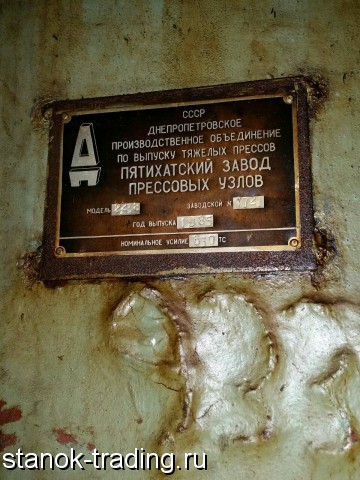 СССР
ДНЕПРОПЕТРОВСКОЕ
ПРОИЗВОДСТВЕННОЕ ОБЪЕДИНЕНИЕ
ПО ВЫПУСКУ ТЯЖЕЛЫХ ПРЕССОВ
ПЯТИХАТСКИЙ ЗАВОД
ПРЕССОВЫХ УЗЛОВ
МОДЕЛЬ ЗАВОДСКОЙ №
ГОД ВЫПУСКА
НОМИНАЛЬНОЕ УСИЛИЕ ТС
stanok-trading.ru